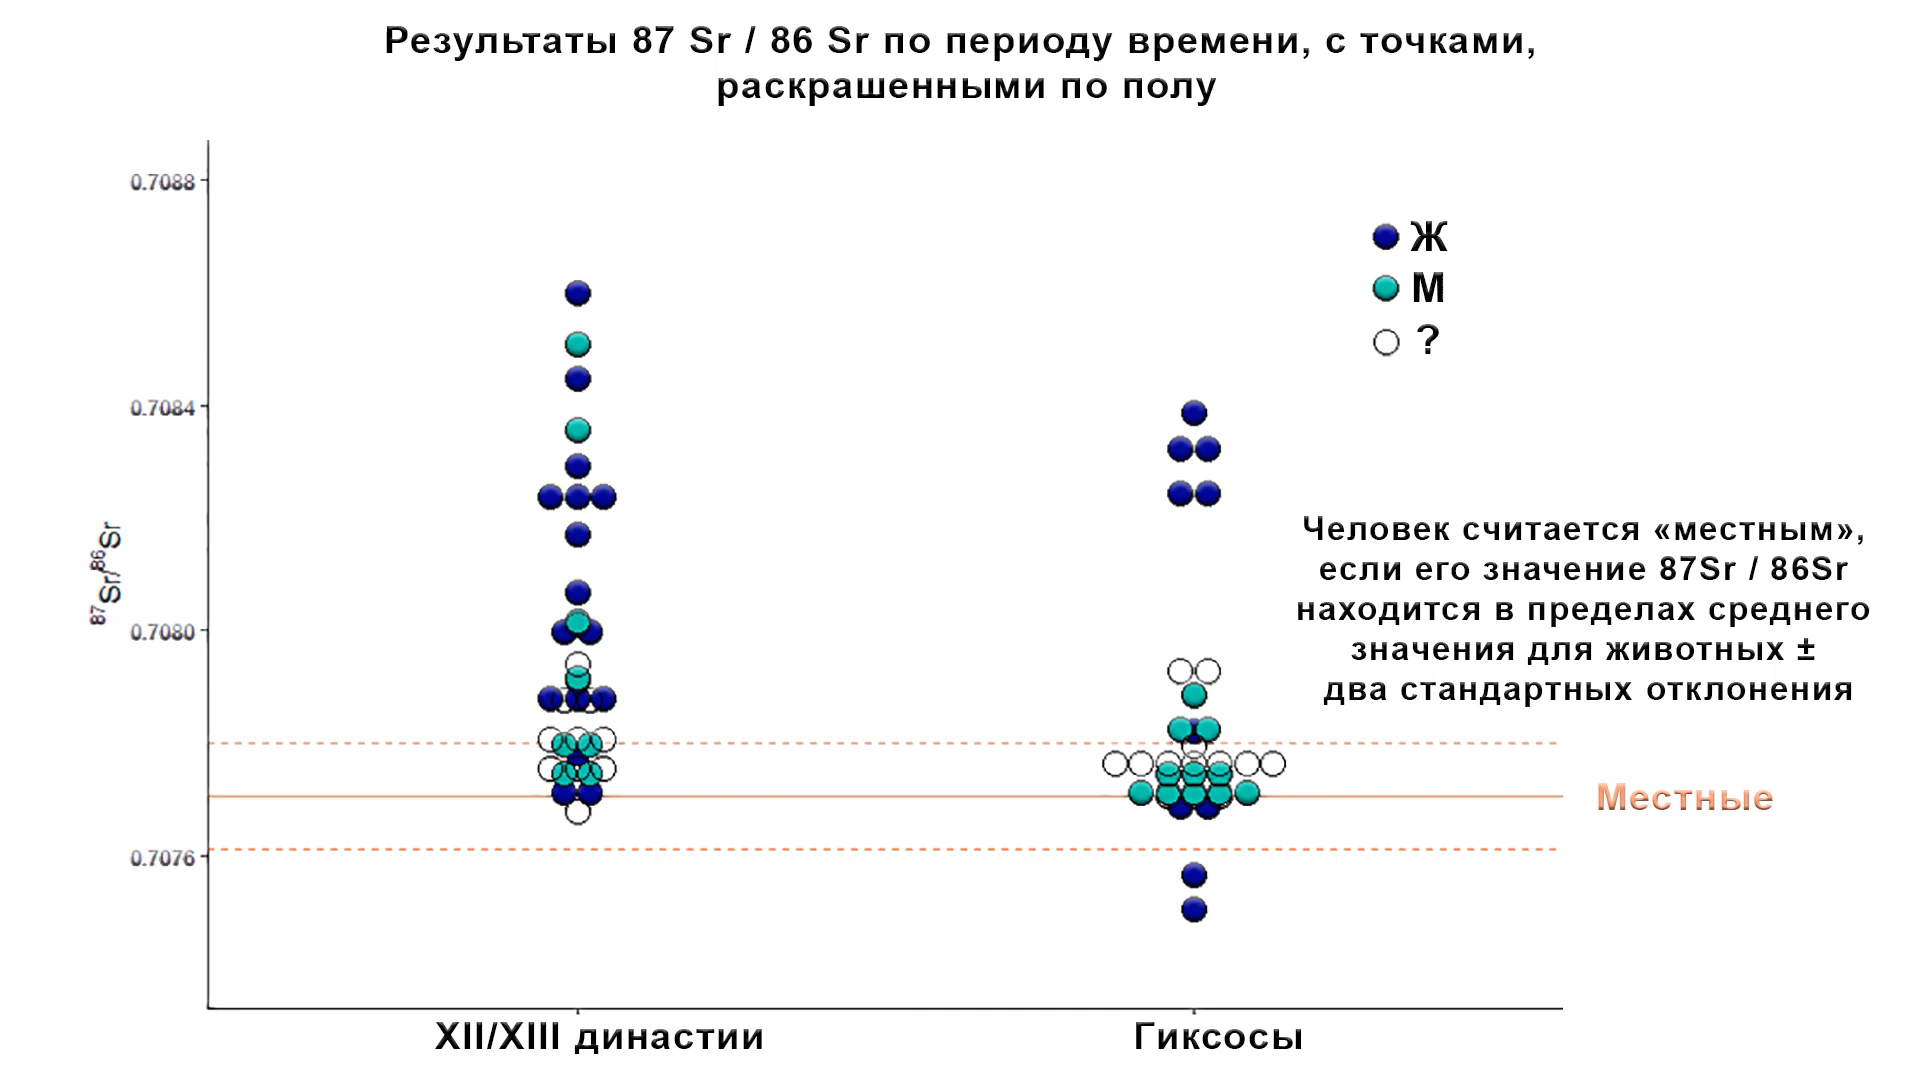 Результаты 87 Sr / 86 Sr по периоду времени, с точками,
раскрашенными по полу
0.7088
Ж
М
?
0.7084
87Sr/86Sr
Человек считается «местным»,
если его значение 87Sr / 86Sr
находится в пределах среднего
значения для животных ±
два стандартных отклонения
0.7080
Местные
0.7076
XII/XIII династии
Гиксосы